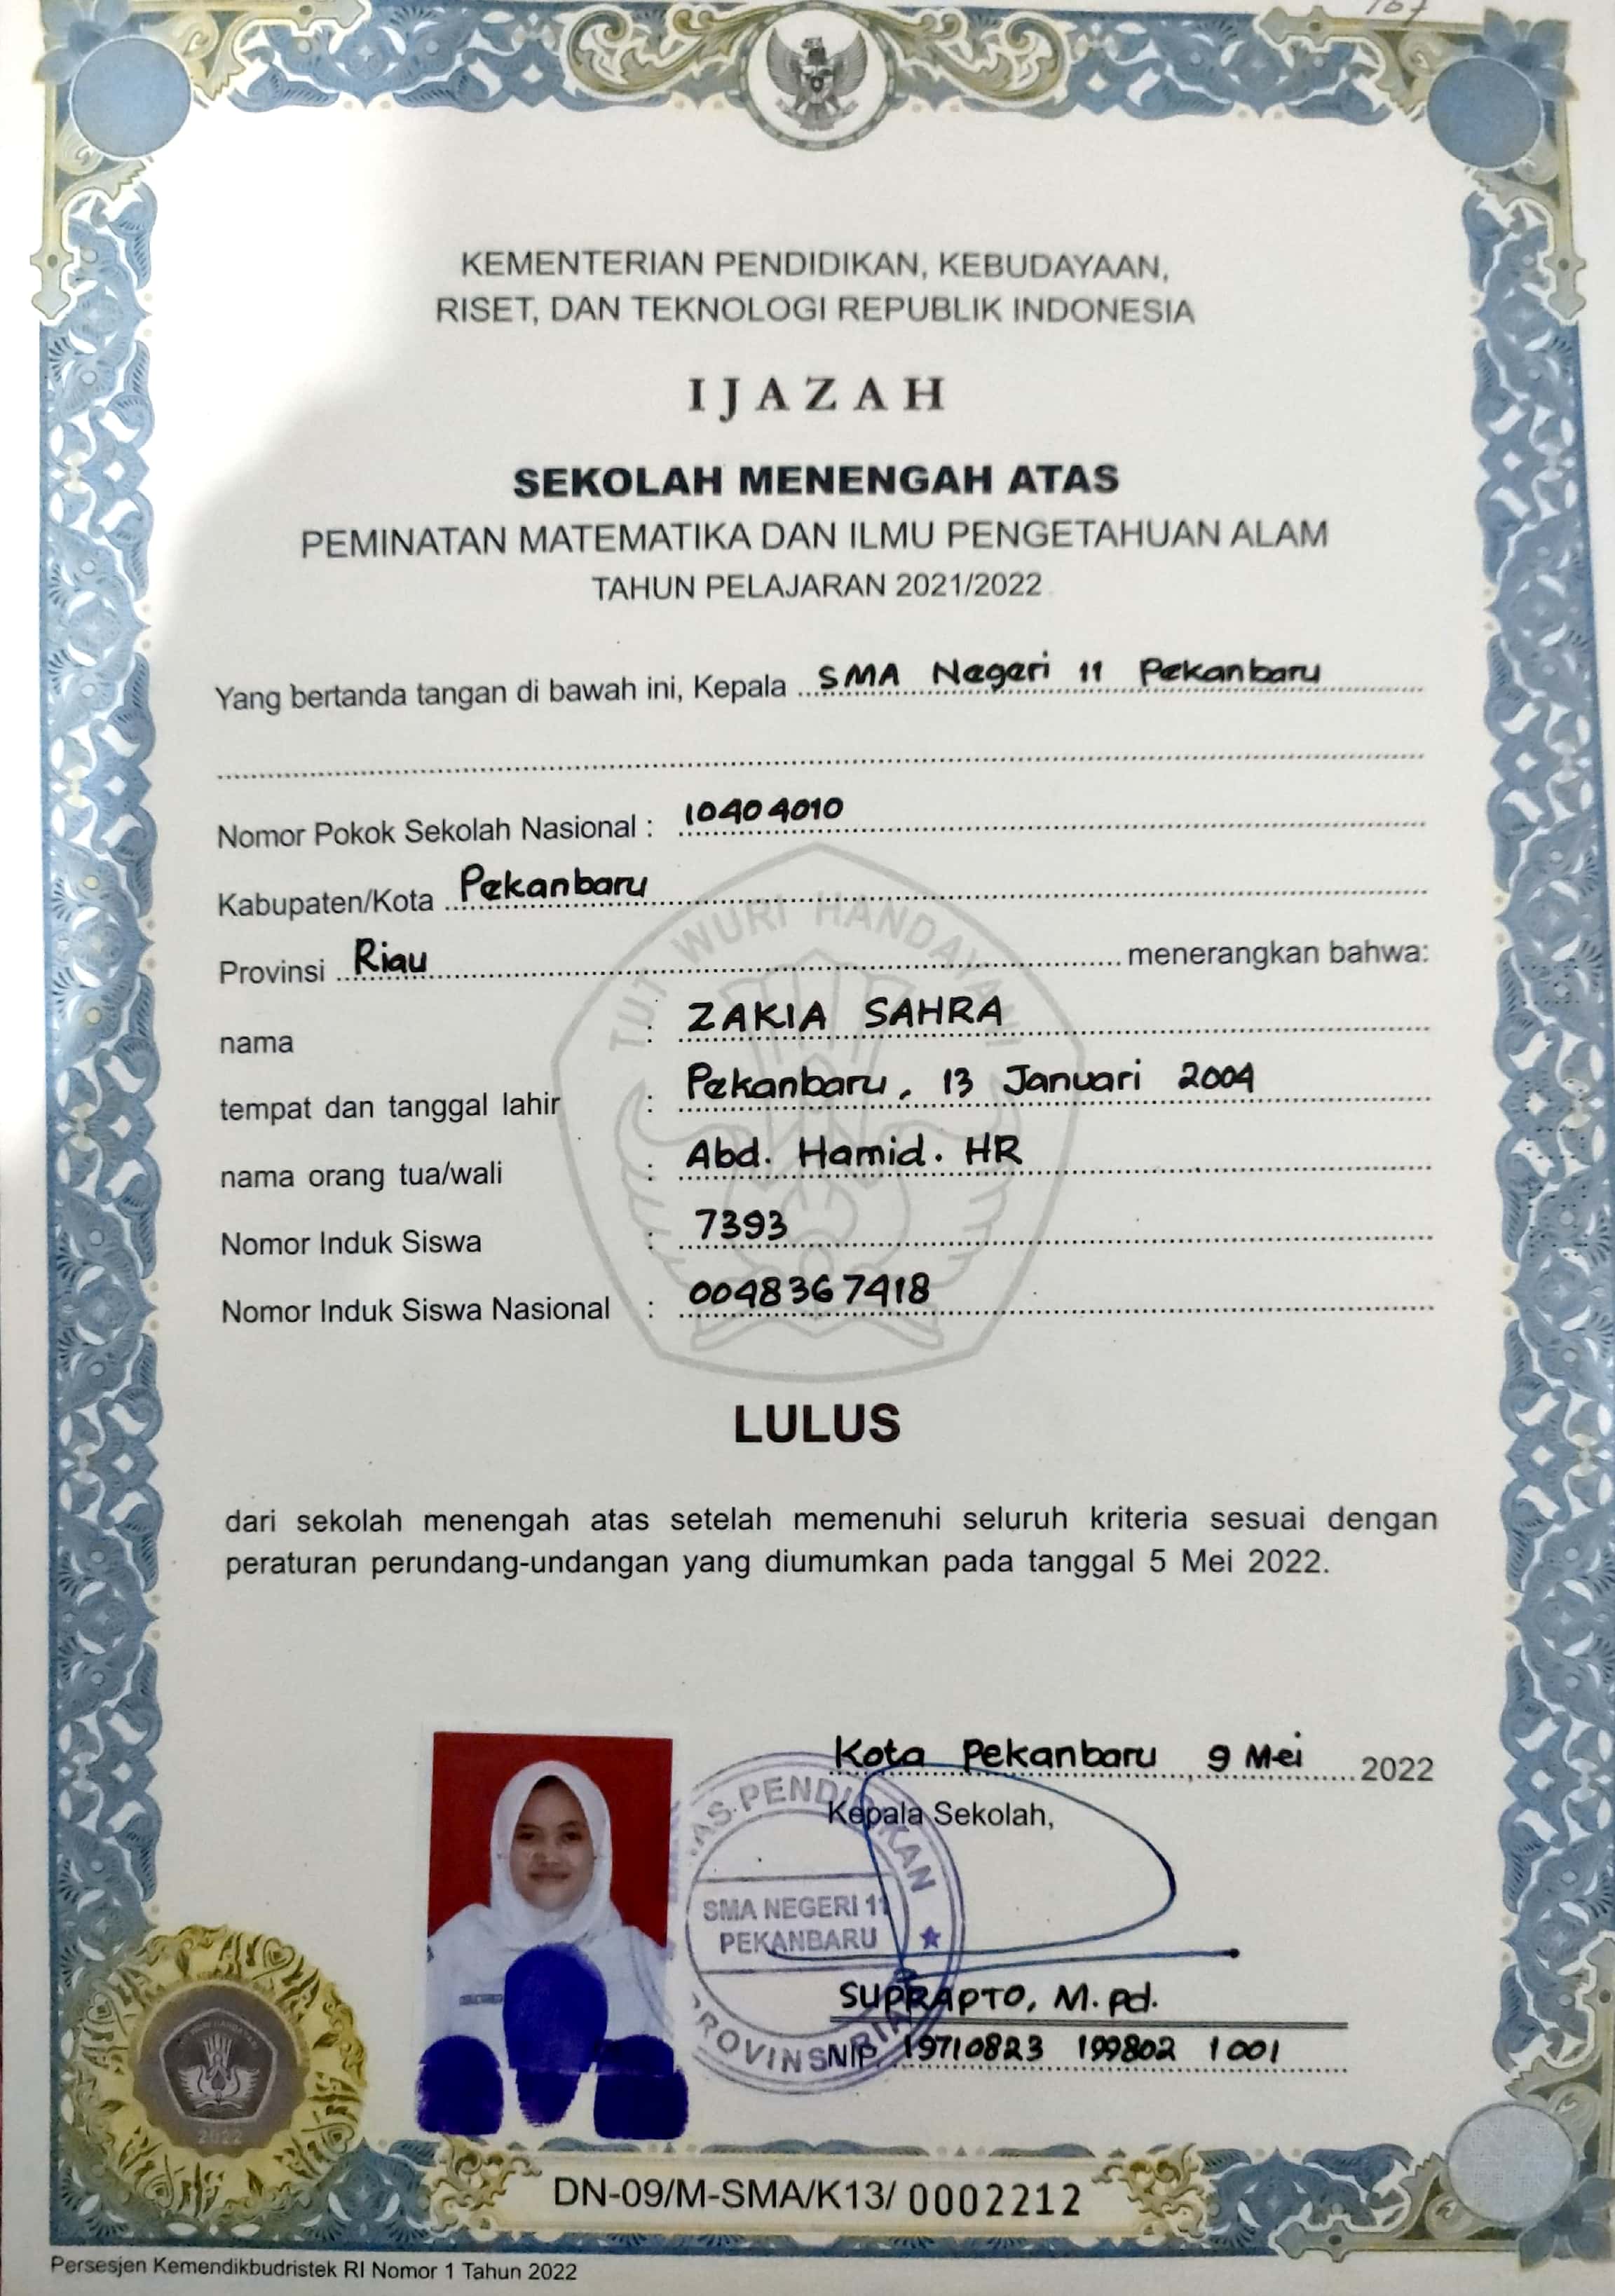 KEMENTERIAN PENDIDIKAN, KEBUDAYAAN,
RISET, DAN TEKNOLOGI REPUBLIK INDONESIA
IJAZAH
SEKOLAH MENENGAH ATAS
PEMINATAN MATEMATIKA DAN ILMU PENGETAHUAN ALAM
TAHUN PELAJARAN 2021/2022
Yang bertanda tangan di bawah ini, Kepala SMA Negeri 11 Pekanbaru
Nomor Pokok Sekolah Nasional : 10404010
Kabupaten/Kota Pekanbaru
TUT WURI HANDAYANI
Provinsi Riau menerangkan bahwa:
nama : ZAKIA SAHRA
tempat dan tanggal lahir : Pekanbaru, 13 Januari 2004
nama orang tua/wali : Abd. Hamid. HR
Nomor Induk Siswa : 7393
Nomor Induk Siswa Nasional : 0048367418
LULUS
dari sekolah menengah atas setelah memenuhi seluruh kriteria sesuai dengan
peraturan perundang-undangan yang diumumkan pada tanggal 5 Mei 2022.
Kota Pekanbaru, 9 Mei 2022
Kepala Sekolah,
PENDIDIKAN
SMA NEGERI 11
PEKANBARU
SUPRAPTO, M.Pd.
NIP. 19710823 199802 1 001
2022
DN-09/M-SMA/K13/ 0002212
Persesjen Kemendikbudristek RI Nomor 1 Tahun 2022